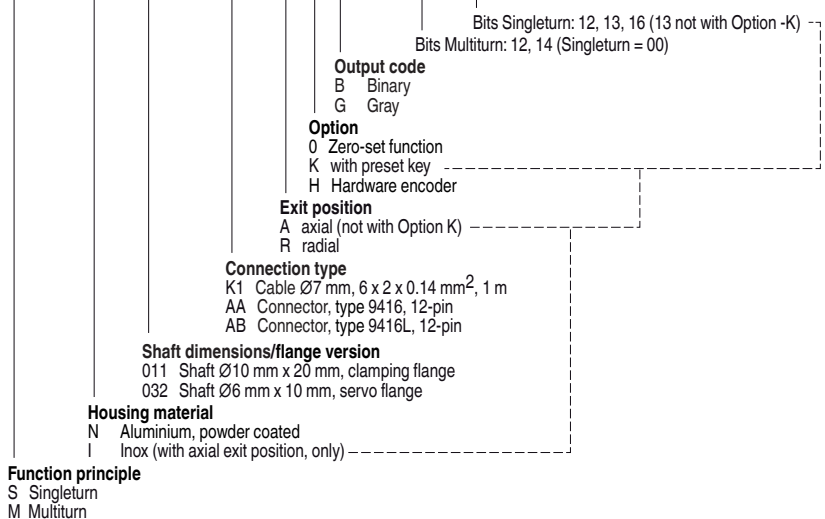 Bits Singleturn: 12, 13, 16 (13 not with Option -K)
Bits Multiturn: 12, 14 (Singleturn = 00)
Output code
B Binary
G Gray
Option
0 Zero-set function
K with preset key
H Hardware encoder
Exit position
A axial (not with Option K)
R radial
Connection type
K1 Cable Ø7 mm, 6 x 2 x 0.14 mm², 1 m
AA Connector, type 9416, 12-pin
AB Connector, type 9416L, 12-pin
Shaft dimensions/flange version
011 Shaft Ø10 mm x 20 mm, clamping flange
032 Shaft Ø6 mm x 10 mm, servo flange
Housing material
N Aluminium, powder coated
I Inox (with axial exit position, only)
Function principle
S Singleturn
M Multiturn